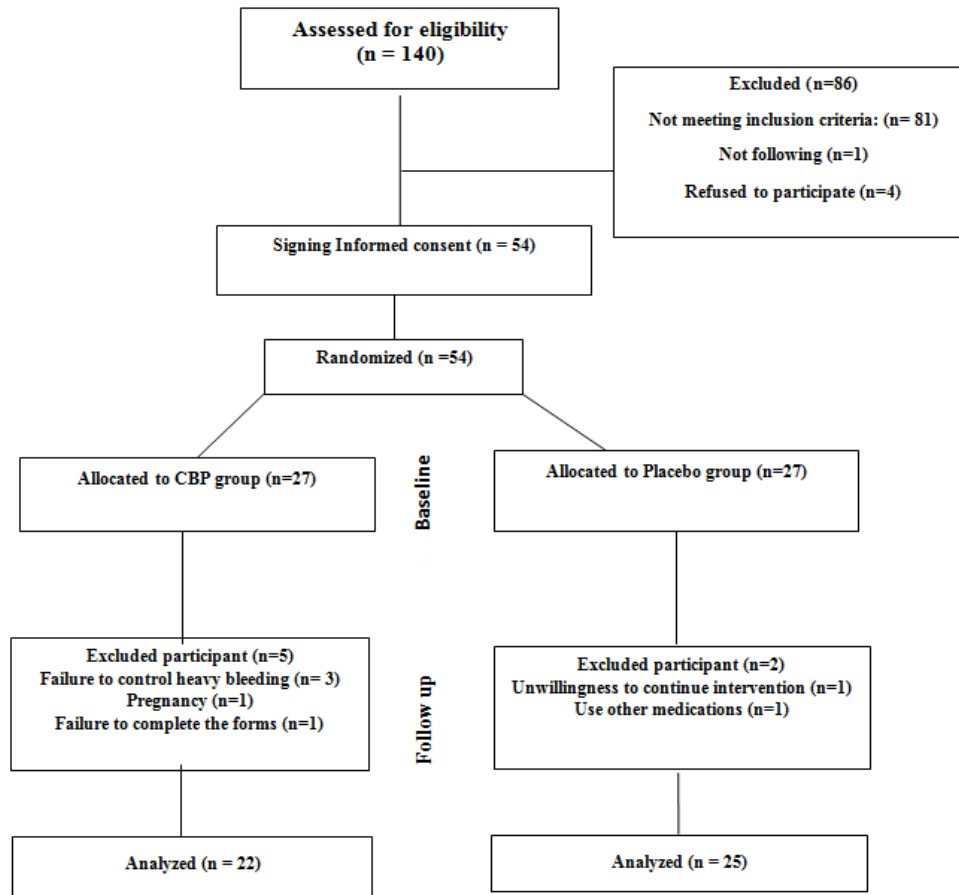 Assessed for eligibility
(n = 140)
Excluded (n=86)
Not meeting inclusion criteria: (n= 81)
Not following (n=1)
Refused to participate (n=4)
Signing Informed consent (n = 54)
Randomized (n =54)
Allocated to CBP group (n=27)
Baseline
Allocated to Placebo group (n=27)
Excluded participant (n=5)
Failure to control heavy bleeding (n= 3)
Pregnancy (n=1)
Failure to complete the forms (n=1)
Follow up
Excluded participant (n=2)
Unwillingness to continue intervention (n=1)
Use other medications (n=1)
Analyzed (n = 22)
Analyzed (n = 25)